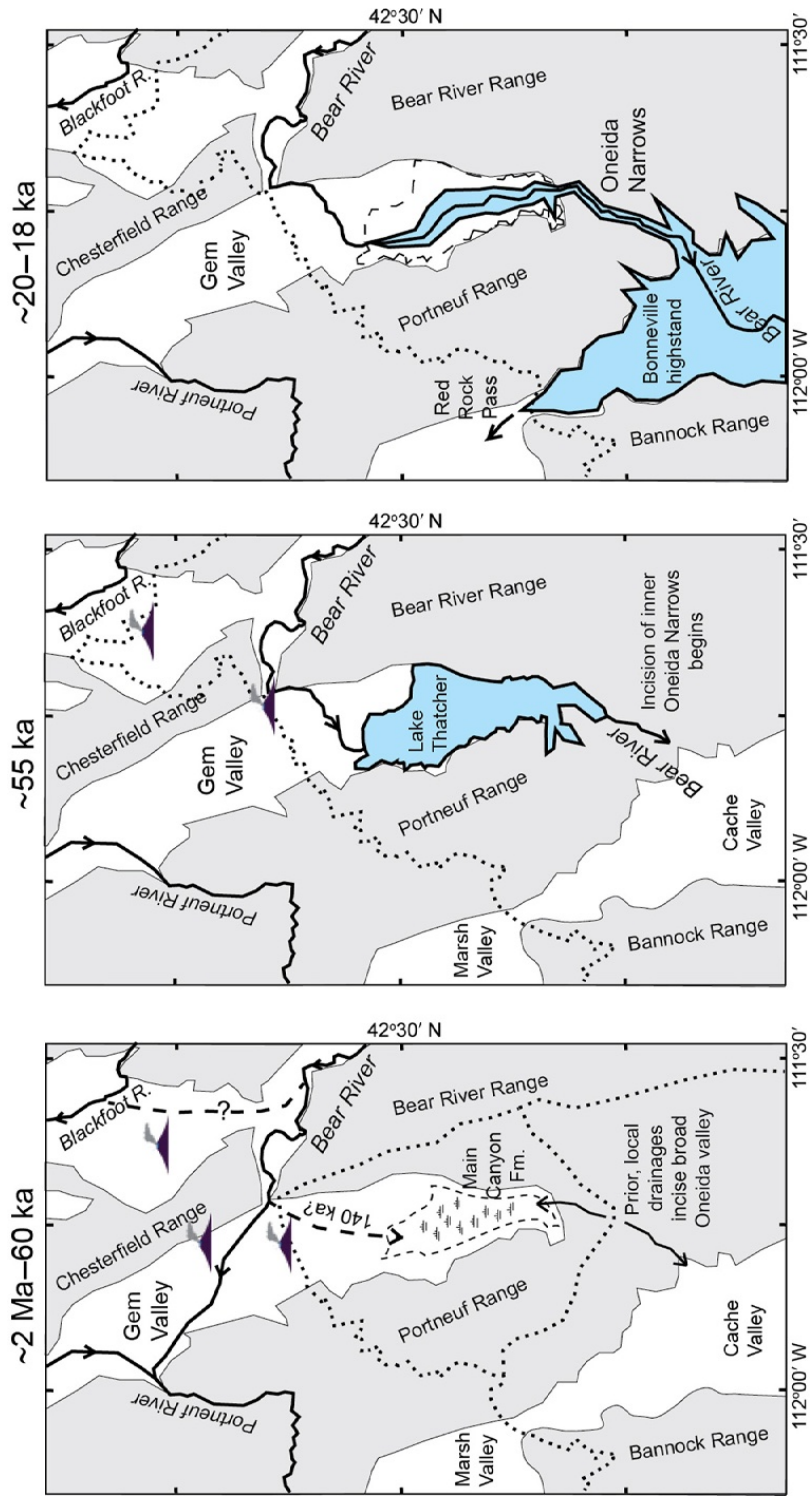 ~2 Ma–60 ka
Blackfoot R.
?
Chesterfield Range
Gem
Valley
Bear River
Portneuf River
140 ka?
42°30′ N
Bear River Range
Main
Canyon
Fm.
Portneuf Range
Marsh
Valley
Prior, local
drainages
incise broad
Oneida valley
Cache
Valley
Bannock Range
112°00′ W
111°30′
~55 ka
Blackfoot R.
Chesterfield Range
Gem
Valley
Bear River
Portneuf River
42°30′ N
Bear River Range
Lake
Thatcher
Portneuf Range
Marsh
Valley
Incision of inner
Oneida Narrows
begins
Bear River
Cache
Valley
Bannock Range
112°00′ W
111°30′
~20–18 ka
Blackfoot R.
Chesterfield Range
Gem
Valley
Bear River
Portneuf River
42°30′ N
Bear River Range
Portneuf Range
Oneida
Narrows
Red
Rock
Pass
Bonneville
highstand
Bear River
Bannock Range
112°00′ W
111°30′